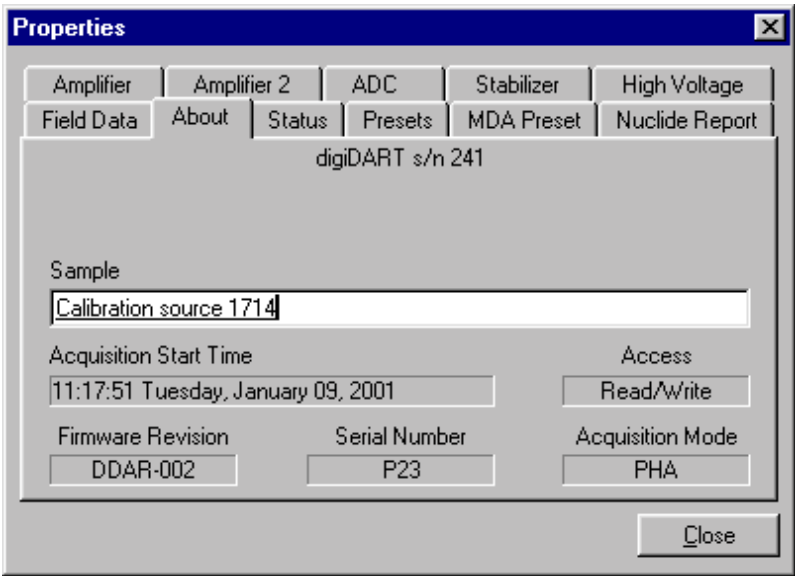 Properties
Amplifier Amplifier 2 ADC Stabilizer High Voltage
Field Data About Status Presets MDA Preset Nuclide Report
digiDART s/n 241
Sample
Calibration source 1714
Acquisition Start Time Access
11:17:51 Tuesday, January 09, 2001 Read/Write
Firmware Revision Serial Number Acquisition Mode
DDAR-002 P23 PHA
Close